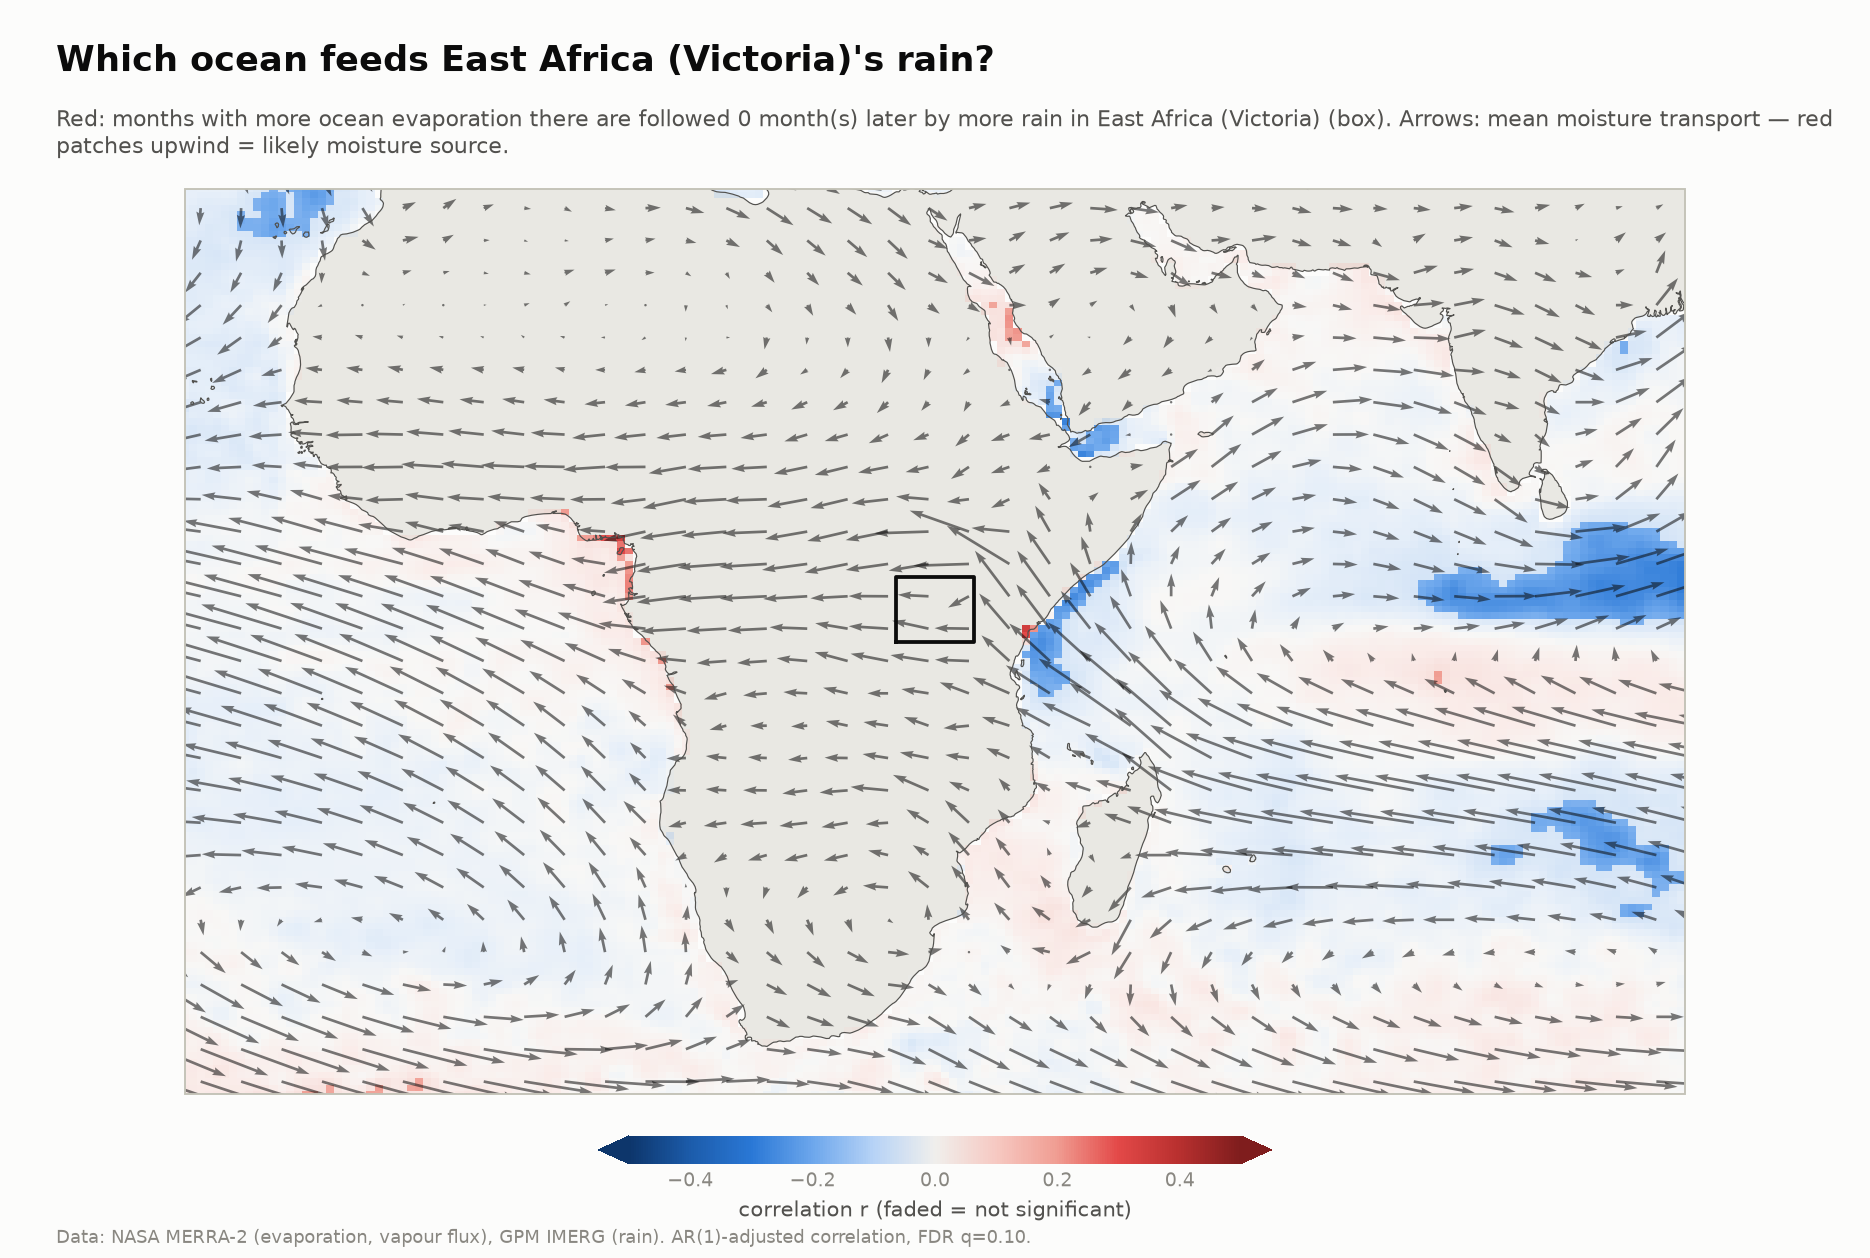 Which ocean feeds East Africa (Victoria)'s rain?
Red: months with more ocean evaporation there are followed 0 month(s) later by more rain in East Africa (Victoria) (box). Arrows: mean moisture transport — red
patches upwind = likely moisture source.
−0.4 −0.2 0.0 0.2 0.4
correlation r (faded = not significant)
Data: NASA MERRA-2 (evaporation, vapour flux), GPM IMERG (rain). AR(1)-adjusted correlation, FDR q=0.10.